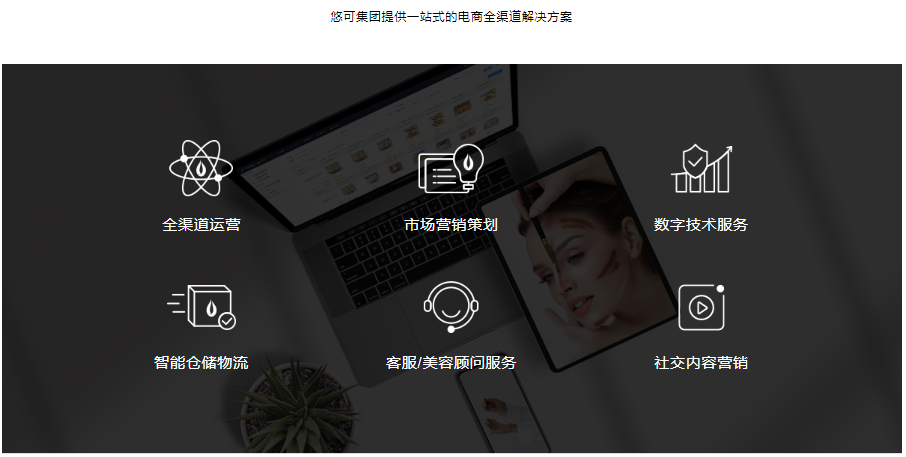 悠可集团提供一站式的电商全渠道解决方案
全渠道运营
市场营销策划
数字技术服务
智能仓储物流
客服/美容顾问服务
社交内容营销